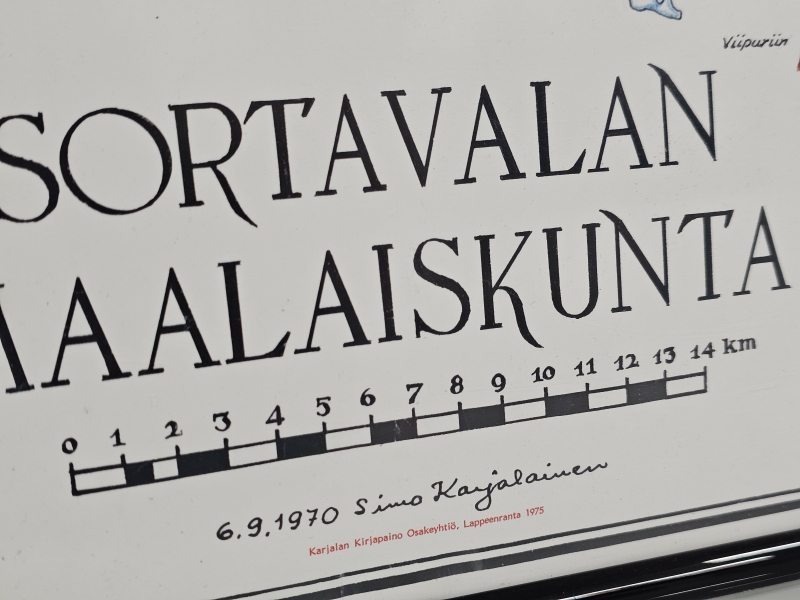 Viipuriin
SORTAVALAN
MAALAISKUNTA
0 1 2 3 4 5 6 7 8 9 10 11 12 13 14 km
6.9.1970 Simo Karjalainen
Karjalan Kirjapaino Osakeyhtiö, Lappeenranta 1975